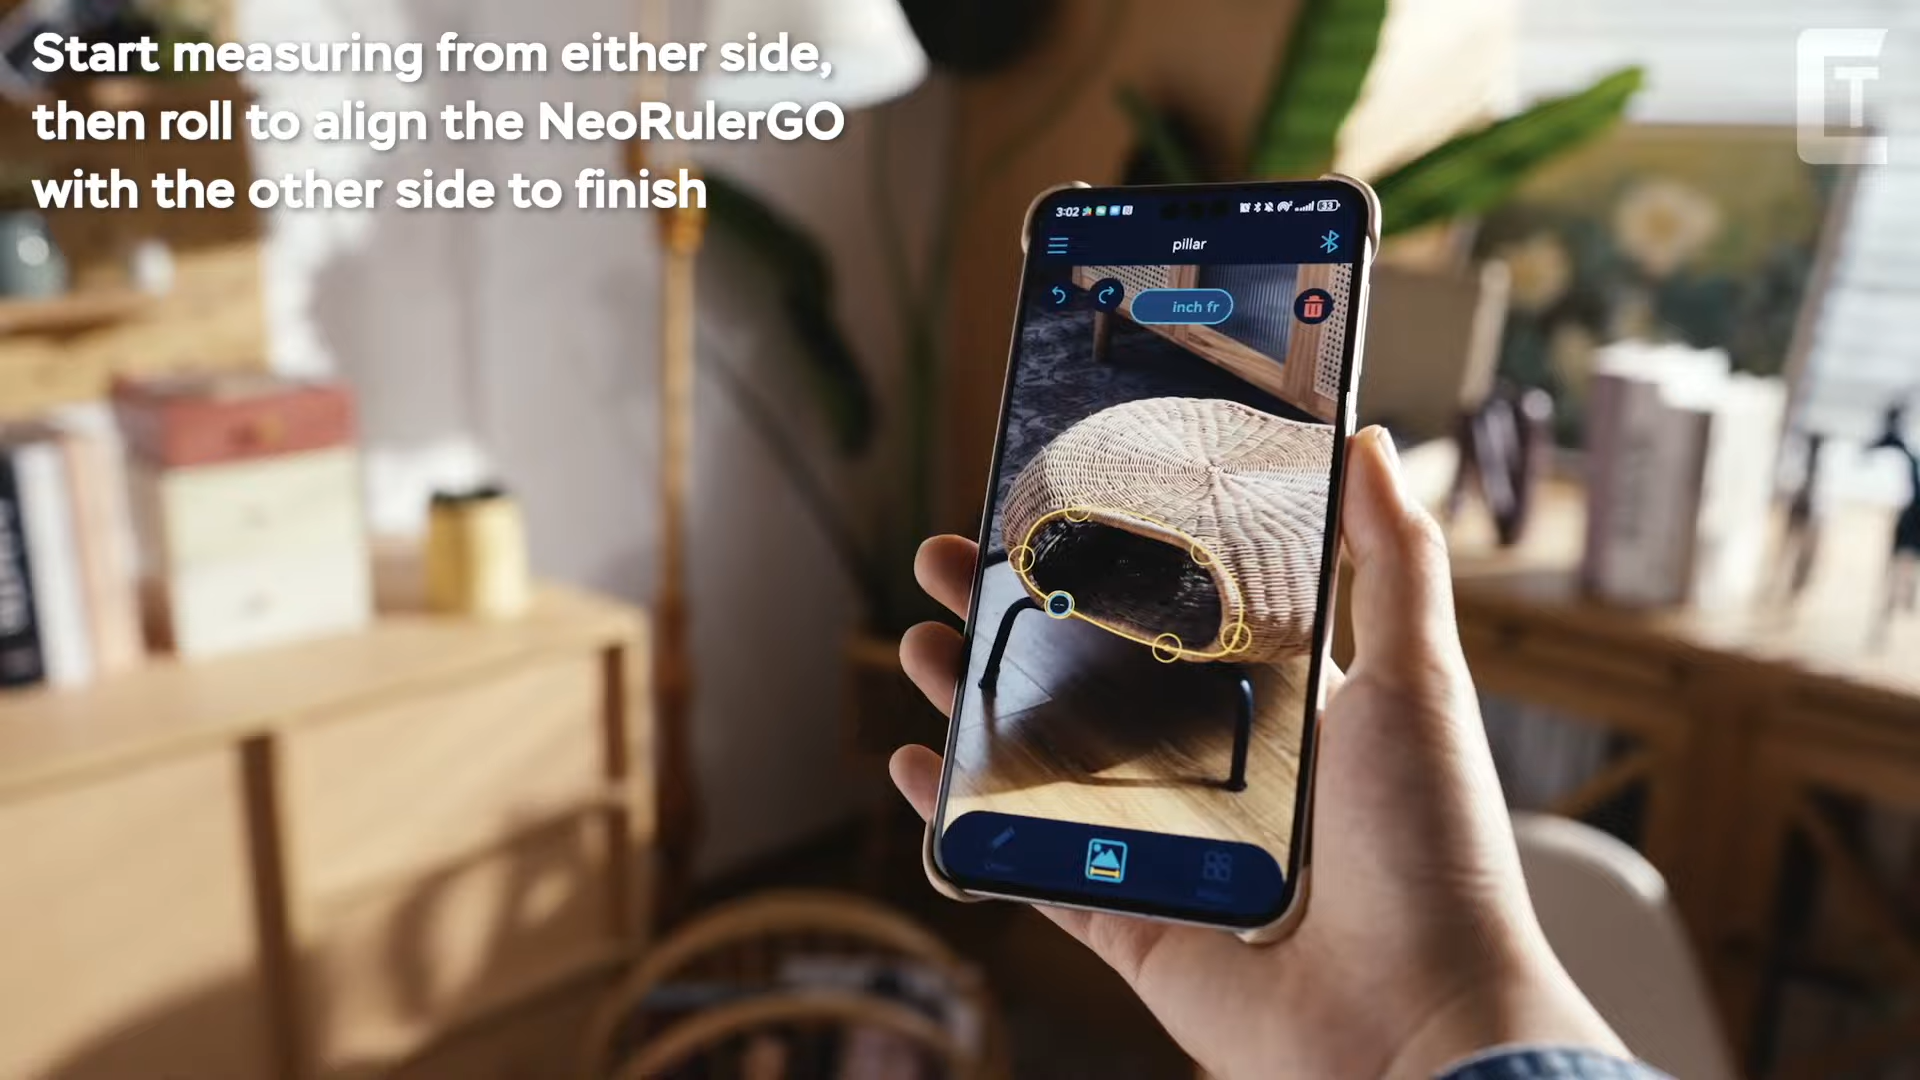 Start measuring from either side,
then roll to align the NeoRulerGO
with the other side to finish
3:02
33
pillar
inch fr